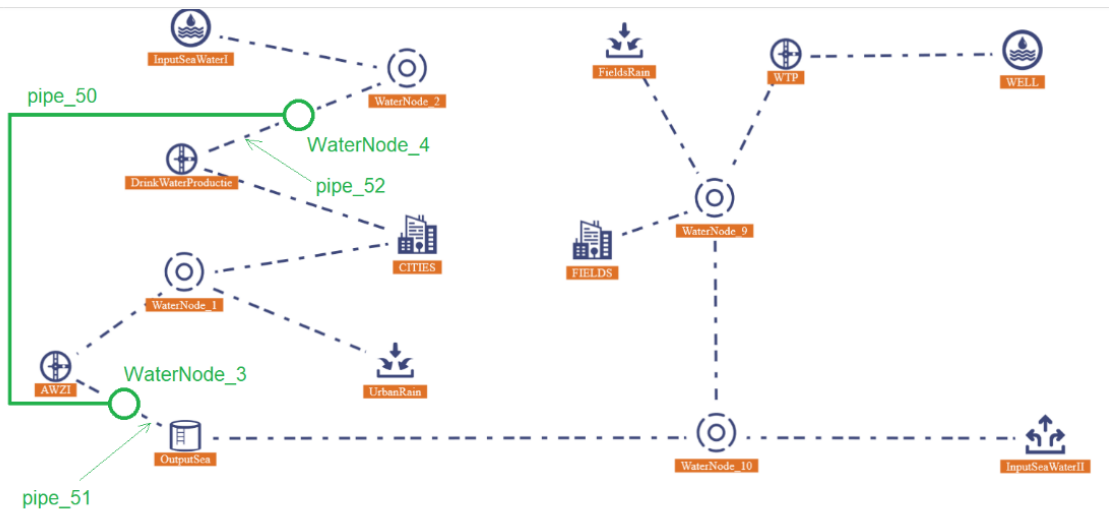 InputSeaWaterI
FieldsRain
WTP
WELL
pipe_50
WaterNode_2
WaterNode_4
DrinkWaterProductie
pipe_52
WaterNode_9
CITIES
FIELDS
WaterNode_1
WaterNode_3
AWZI
UrbanRain
OutputSea
WaterNode_10
InputSeaWaterII
pipe_51